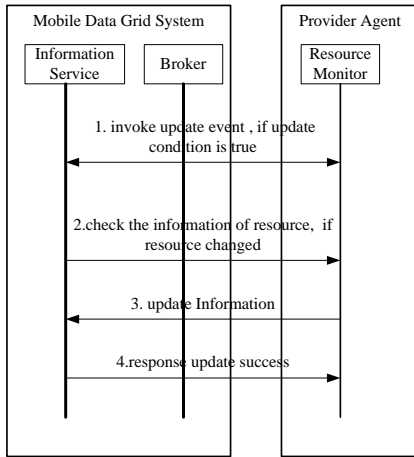 Mobile Data Grid System
Provider Agent
Information
Service
Broker
Resource
Monitor
1. invoke update event , if update
condition is true
2.check the information of resource,  if
resource changed
3. update Information
4.response update success